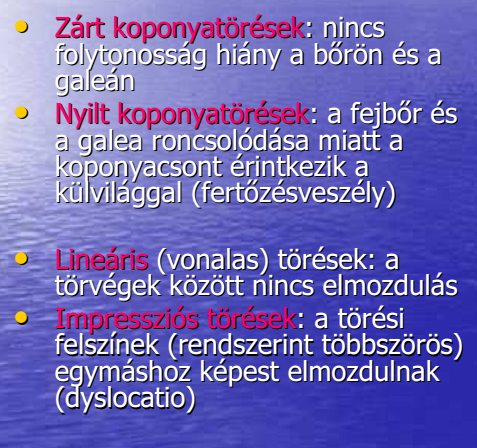 • Zárt koponyatörések: nincs
folytonosság hiány a bőrön és a
galeán
• Nyilt koponyatörések: a fejbőr és
a galea roncsolódása miatt a
koponyacsont érintkezik a
külvilággal (fertőzésveszély)
• Lineáris (vonalas) törések: a
törvégek között nincs elmozdulás
• Impressziós törések: a törési
felszínek (rendszerint többszörös)
egymáshoz képest elmozdulnak
(dyslocatio)